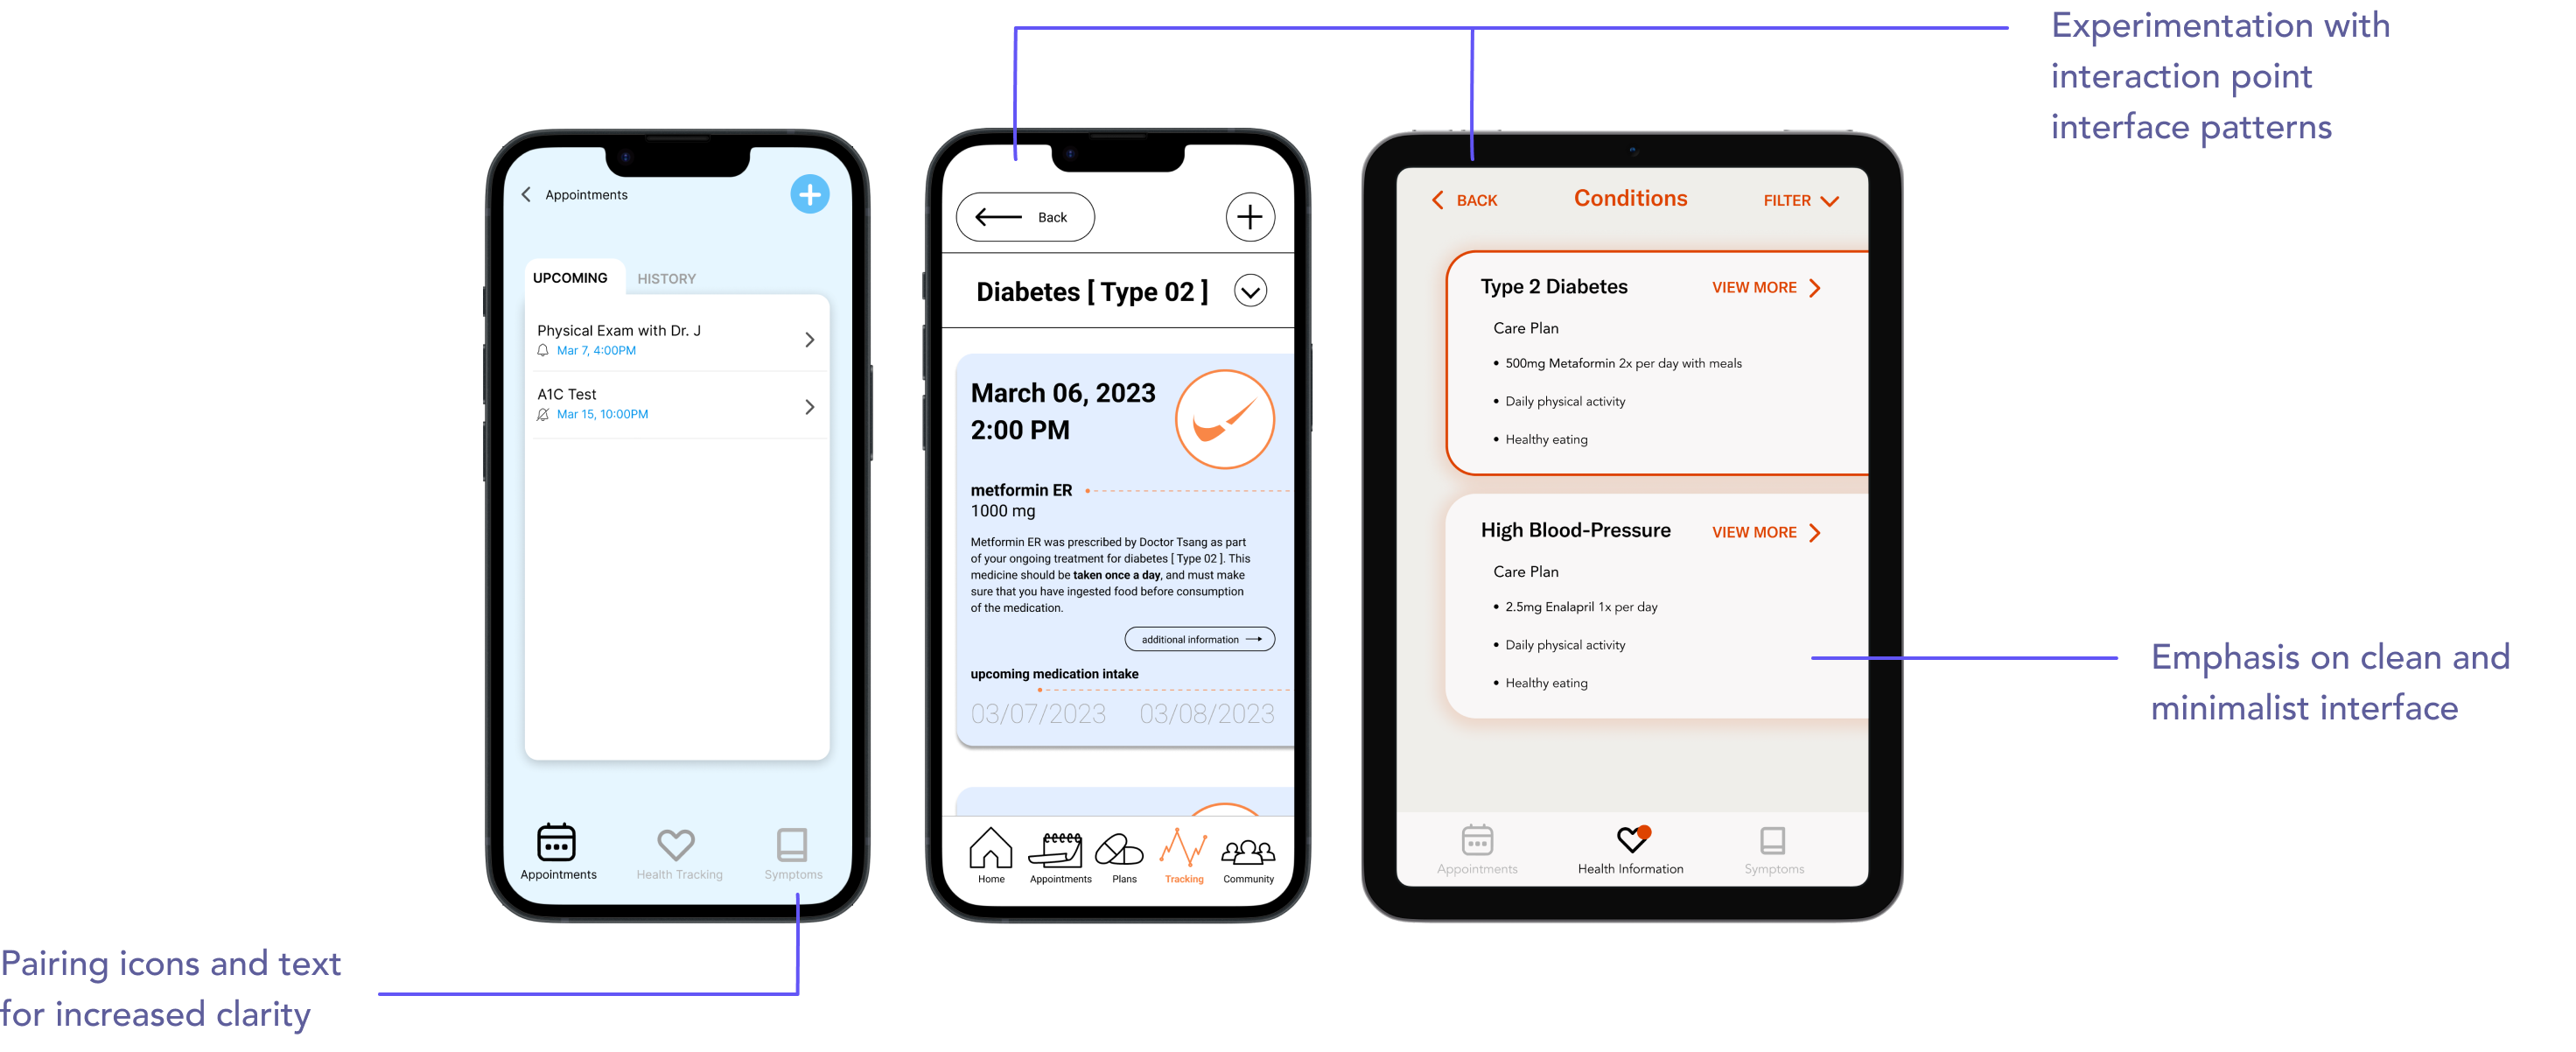 Experimentation with
interaction point
interface patterns
Appointments
UPCOMING HISTORY
Physical Exam with Dr. J
Mar 7, 4:00PM
A1C Test
Mar 15, 10:00PM
Appointments Health Tracking Symptoms
Back
Diabetes [ Type 02 ]
March 06, 2023
2:00 PM
metformin ER
1000 mg
Metformin ER was prescribed by Doctor Tsang as part
of your ongoing treatment for diabetes [ Type 02 ]. This
medicine should be taken once a day, and must make
sure that you have ingested food before consumption
of the medication.
additional information
upcoming medication intake
03/07/2023 03/08/2023
Home Appointments Plans Tracking Community
BACK Conditions FILTER
Type 2 Diabetes VIEW MORE
Care Plan
• 500mg Metaformin 2x per day with meals
• Daily physical activity
• Healthy eating
High Blood-Pressure VIEW MORE
Care Plan
• 2.5mg Enalapril 1x per day
• Daily physical activity
• Healthy eating
Appointments Health Information Symptoms
Emphasis on clean and
minimalist interface
Pairing icons and text
for increased clarity